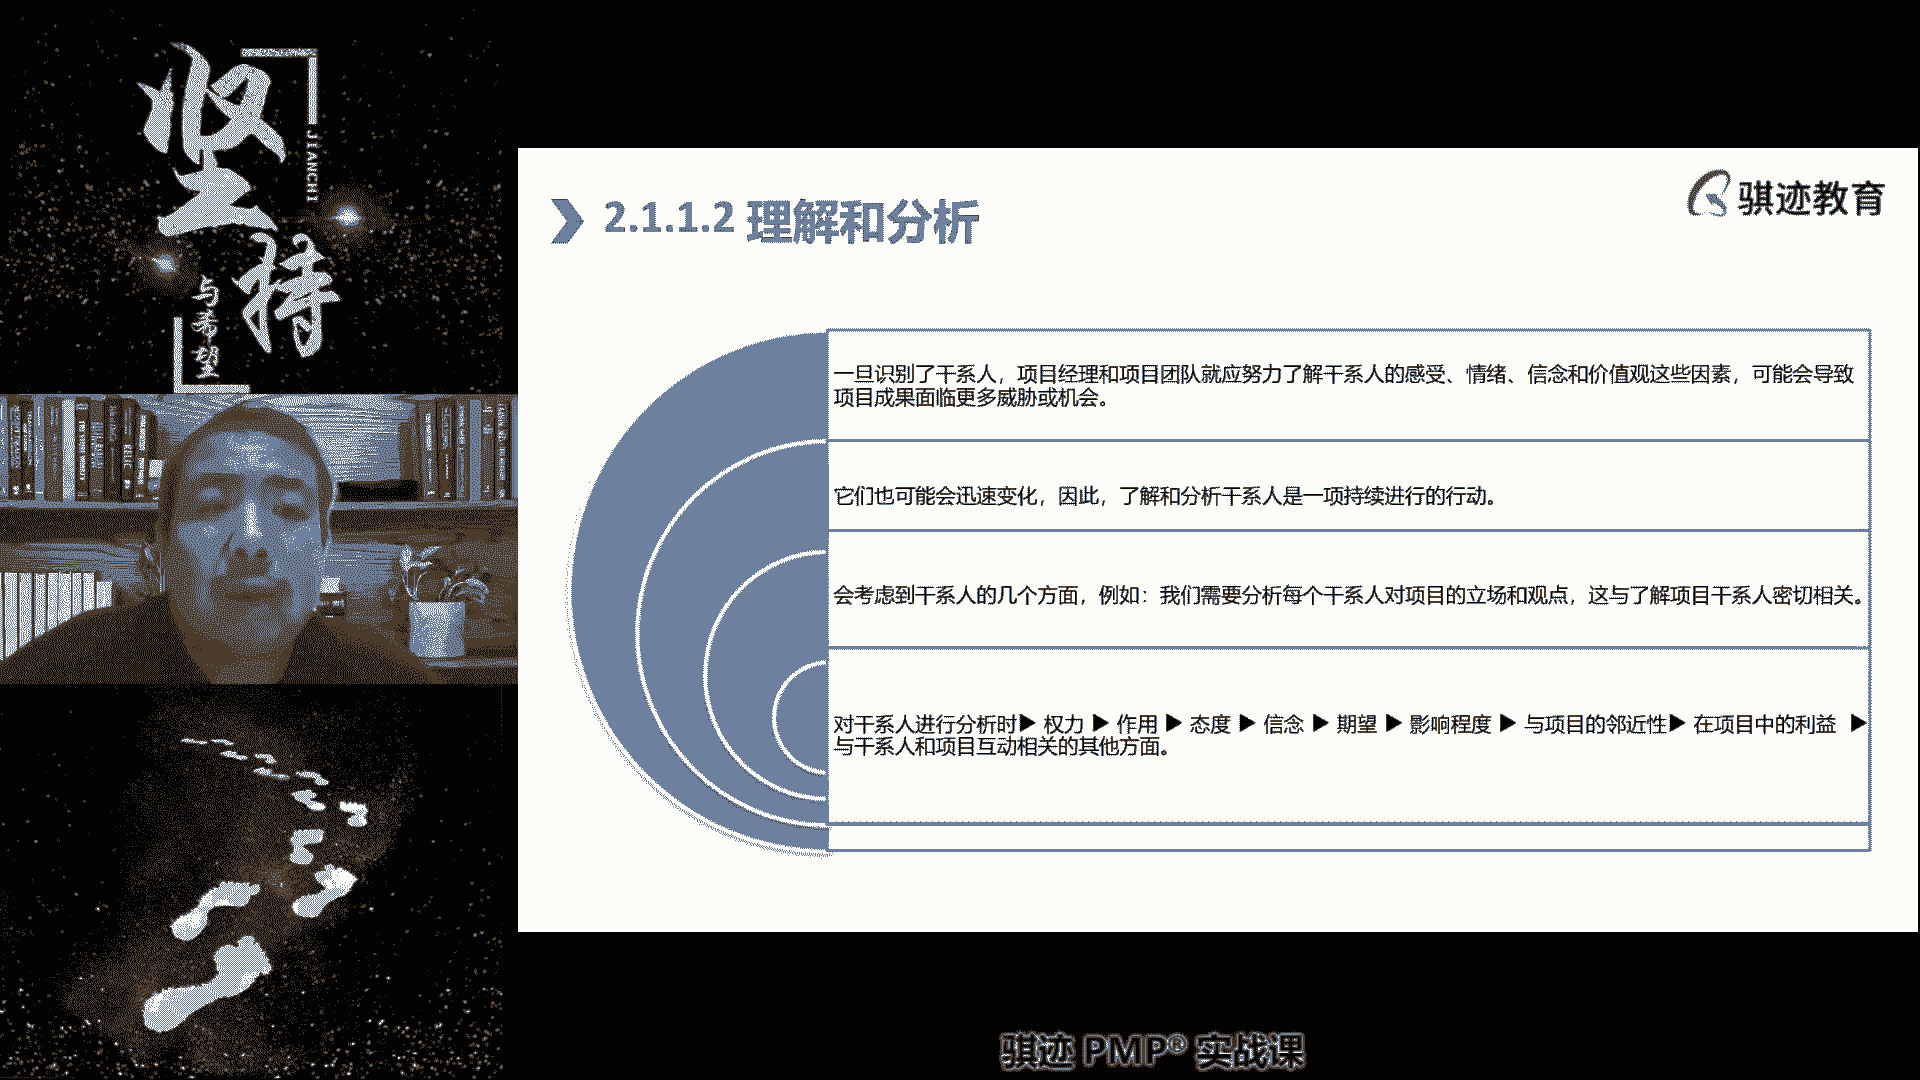 坚持
JIANCHI
与希望
骐迹教育
2.1.1.2 理解和分析
一旦识别了干系人，项目经理和项目团队就应努力了解干系人的感受、情绪、信念和价值观这些因素，可能会导致
项目成果面临更多威胁或机会。
它们也可能会迅速变化，因此，了解和分析干系人是一项持续进行的行动。
会考虑到干系人的几个方面，例如：我们需要分析每个干系人对项目的立场和观点，这与了解项目干系人密切相关。
对干系人进行分析时▶ 权力 ▶ 作用 ▶ 态度 ▶ 信念 ▶ 期望 ▶ 影响程度 ▶ 与项目的邻近性▶ 在项目中的利益 ▶
与干系人和项目互动相关的其他方面。
骐迹 PMP® 实战课